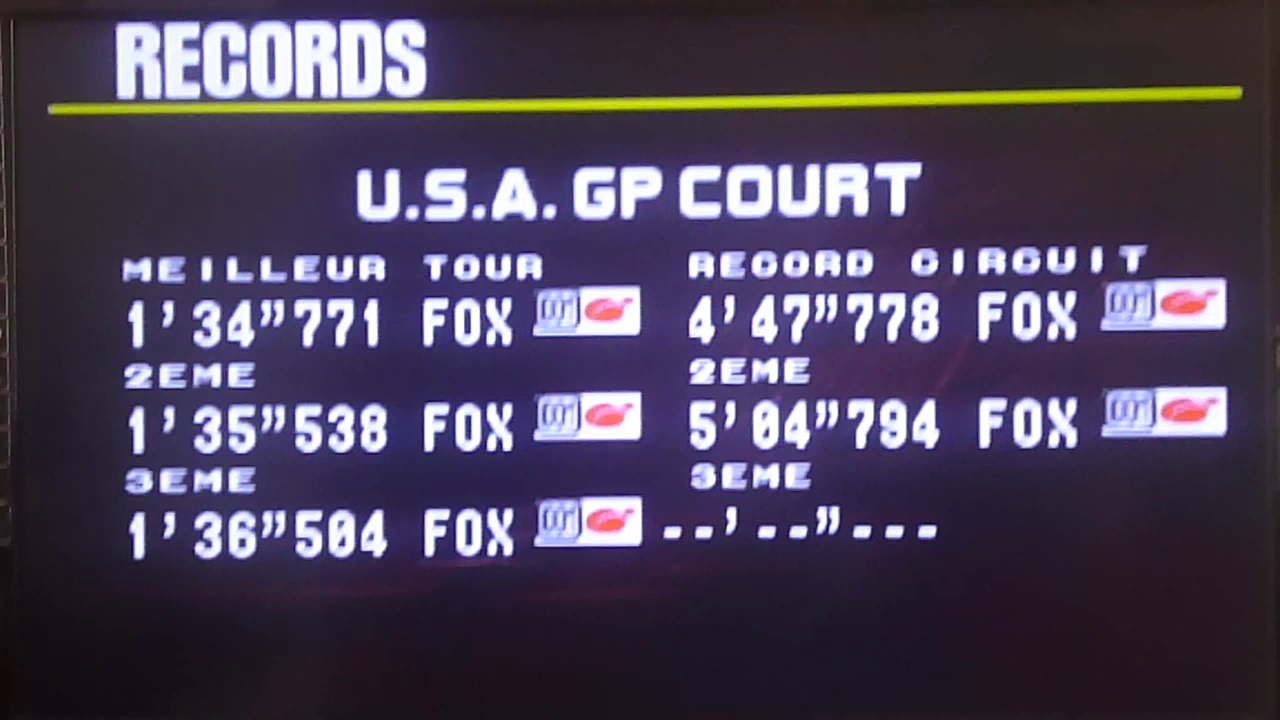 RECORDS
U.S.A. GP COURT
MEILLEUR TOUR RECORD CIRCUIT
1'34"771 FOX 4'47"778 FOX
2EME 2EME
1'35"538 FOX 5'04"794 FOX
3EME 3EME
1'36"504 FOX --'--"---